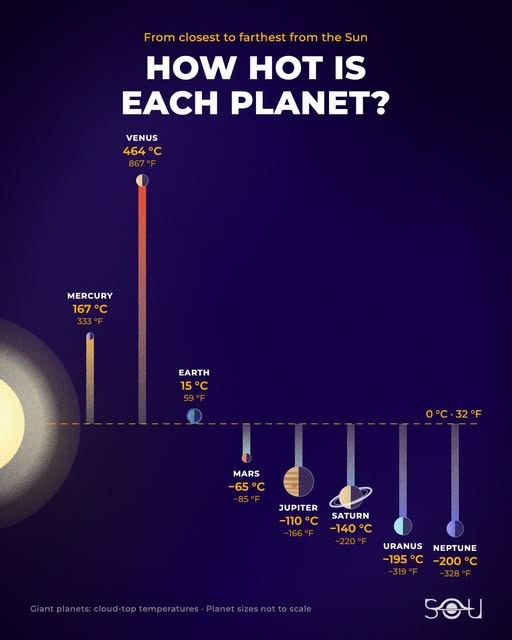 From closest to farthest from the Sun
HOW HOT IS
EACH PLANET?
VENUS
464 °C
867 °F
MERCURY
167 °C
333 °F
EARTH
15 °C
59 °F
0 °C · 32 °F
MARS
−65 °C
−85 °F
JUPITER
−110 °C
−166 °F
SATURN
−140 °C
−220 °F
URANUS
−195 °C
−319 °F
NEPTUNE
−200 °C
−328 °F
Giant planets: cloud-top temperatures · Planet sizes not to scale
SOU